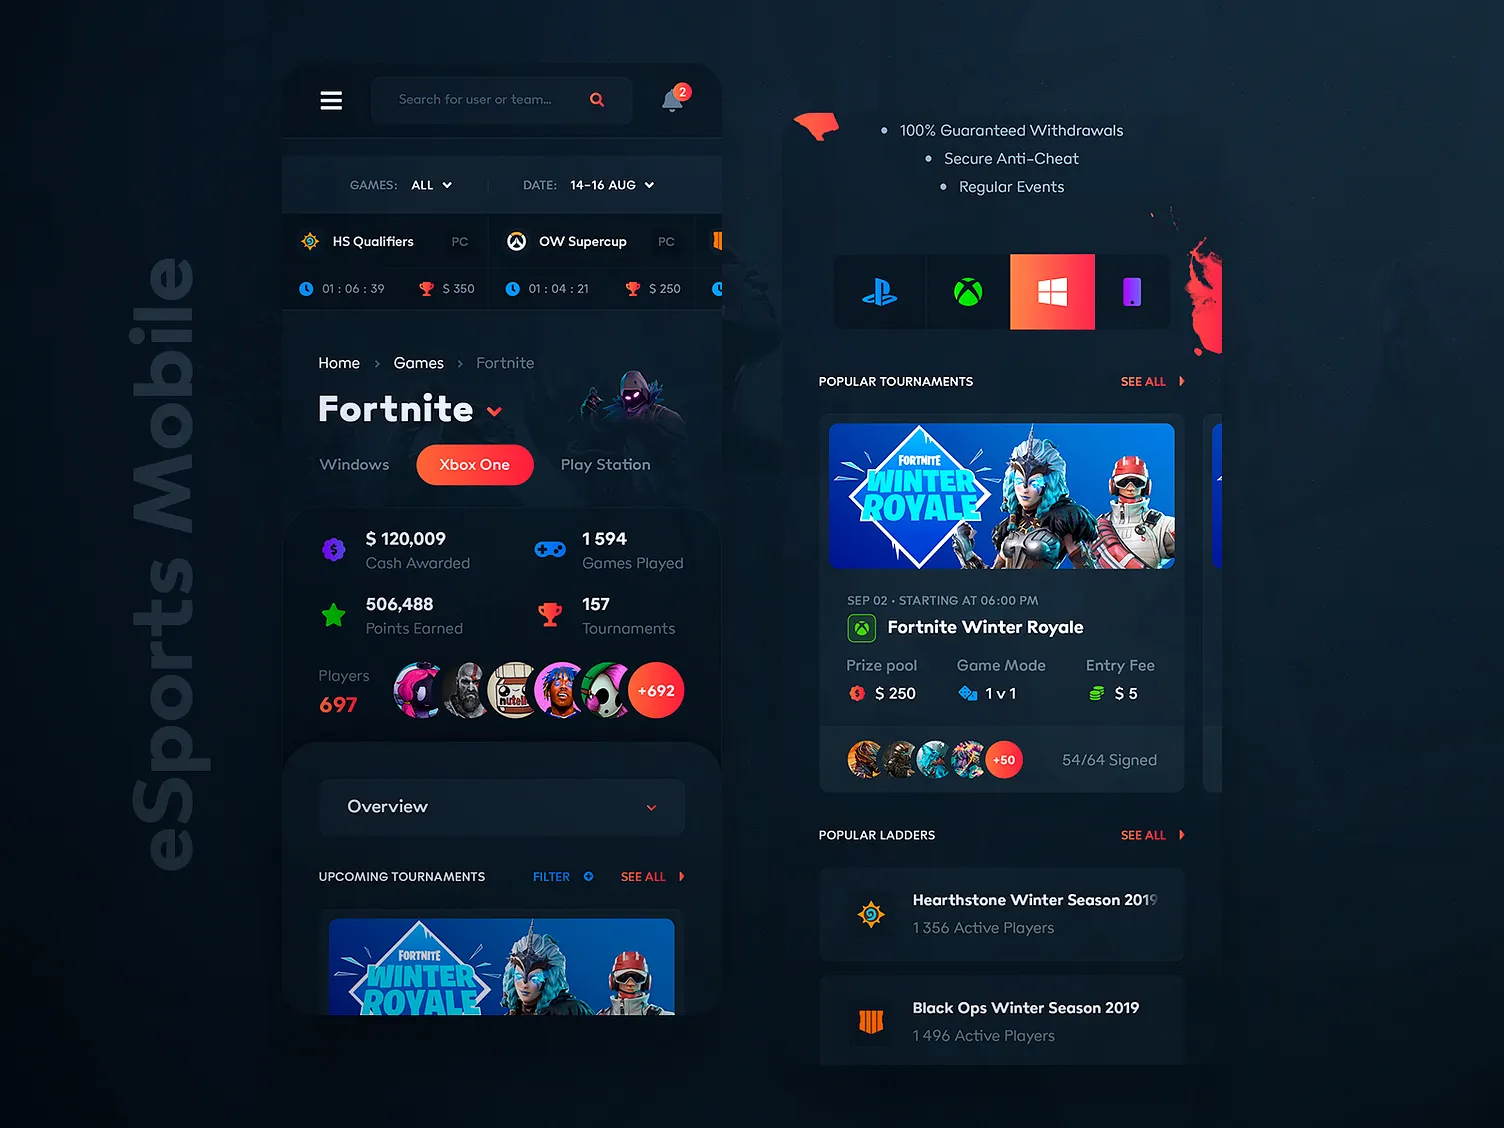 eSports Mobile
Search for user or team...
2
GAMES: ALL
DATE: 14-16 AUG
HS Qualifiers PC
OW Supercup PC
01 : 06 : 39 $ 350
01 : 04 : 21 $ 250
Home > Games > Fortnite
Fortnite
Windows Xbox One Play Station
$ 120,009
Cash Awarded
1 594
Games Played
506,488
Points Earned
157
Tournaments
Players
697
nutella
+692
Overview
UPCOMING TOURNAMENTS FILTER SEE ALL
FORTNITE
WINTER
ROYALE
• 100% Guaranteed Withdrawals
• Secure Anti-Cheat
• Regular Events
POPULAR TOURNAMENTS SEE ALL
FORTNITE
WINTER
ROYALE
SEP 02 • STARTING AT 06:00 PM
Fortnite Winter Royale
Prize pool Game Mode Entry Fee
$ 250 1 v 1 $ 5
+50 54/64 Signed
POPULAR LADDERS SEE ALL
Hearthstone Winter Season 2019
1 356 Active Players
Black Ops Winter Season 2019
1 496 Active Players